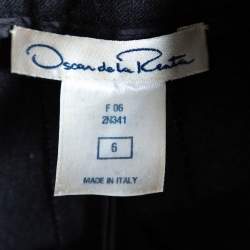 Oscar de la Renta
F 06
2N341
6
MADE IN ITALY